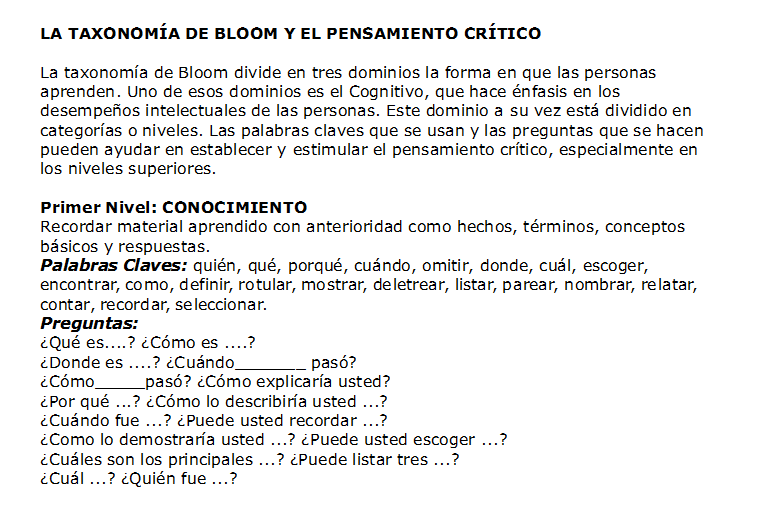 LA TAXONOMÍA DE BLOOM Y EL PENSAMIENTO CRÍTICO
La taxonomía de Bloom divide en tres dominios la forma en que las personas
aprenden. Uno de esos dominios es el Cognitivo, que hace énfasis en los
desempeños intelectuales de las personas. Este dominio a su vez está dividido en
categorías o niveles. Las palabras claves que se usan y las preguntas que se hacen
pueden ayudar en establecer y estimular el pensamiento crítico, especialmente en
los niveles superiores.
Primer Nivel: CONOCIMIENTO
Recordar material aprendido con anterioridad como hechos, términos, conceptos
básicos y respuestas.
Palabras Claves: quién, qué, porqué, cuándo, omitir, donde, cuál, escoger,
encontrar, como, definir, rotular, mostrar, deletrear, listar, parear, nombrar, relatar,
contar, recordar, seleccionar.
Preguntas:
¿Qué es....? ¿Cómo es ....?
¿Donde es ....? ¿Cuándo________ pasó?
¿Cómo______pasó? ¿Cómo explicaría usted?
¿Por qué ...? ¿Cómo lo describiría usted ...?
¿Cuándo fue ...? ¿Puede usted recordar ...?
¿Como lo demostraría usted ...? ¿Puede usted escoger ...?
¿Cuáles son los principales ...? ¿Puede listar tres ...?
¿Cuál ...? ¿Quién fue ...?